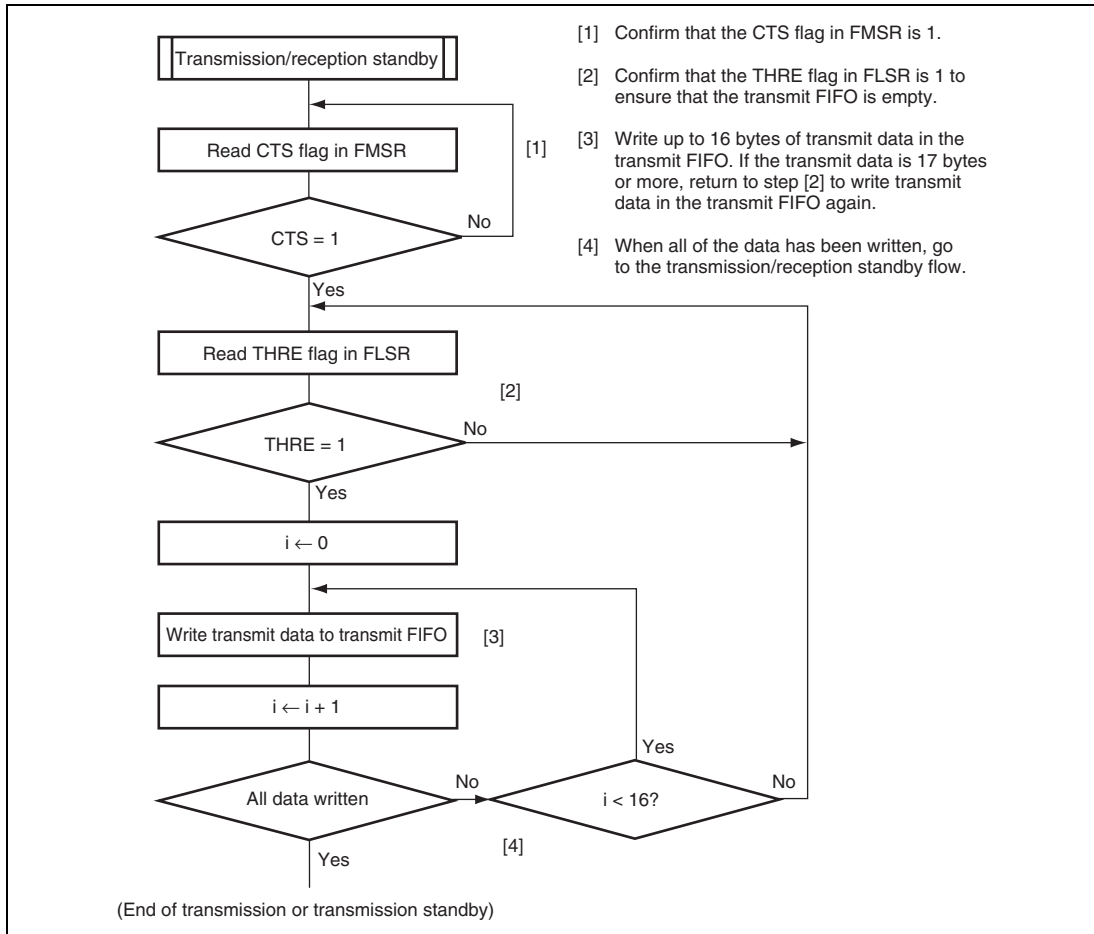 Transmission/reception standby
Read CTS flag in FMSR
[1]
CTS = 1
No
Yes
Read THRE flag in FLSR
[2]
THRE = 1
No
Yes
i ← 0
Write transmit data to transmit FIFO
[3]
i ← i + 1
Yes
All data written
No
i < 16?
No
[4]
Yes
(End of transmission or transmission standby)
[1] Confirm that the CTS flag in FMSR is 1.
[2] Confirm that the THRE flag in FLSR is 1 to
ensure that the transmit FIFO is empty.
[3] Write up to 16 bytes of transmit data in the
transmit FIFO. If the transmit data is 17 bytes
or more, return to step [2] to write transmit
data in the transmit FIFO again.
[4] When all of the data has been written, go
to the transmission/reception standby flow.